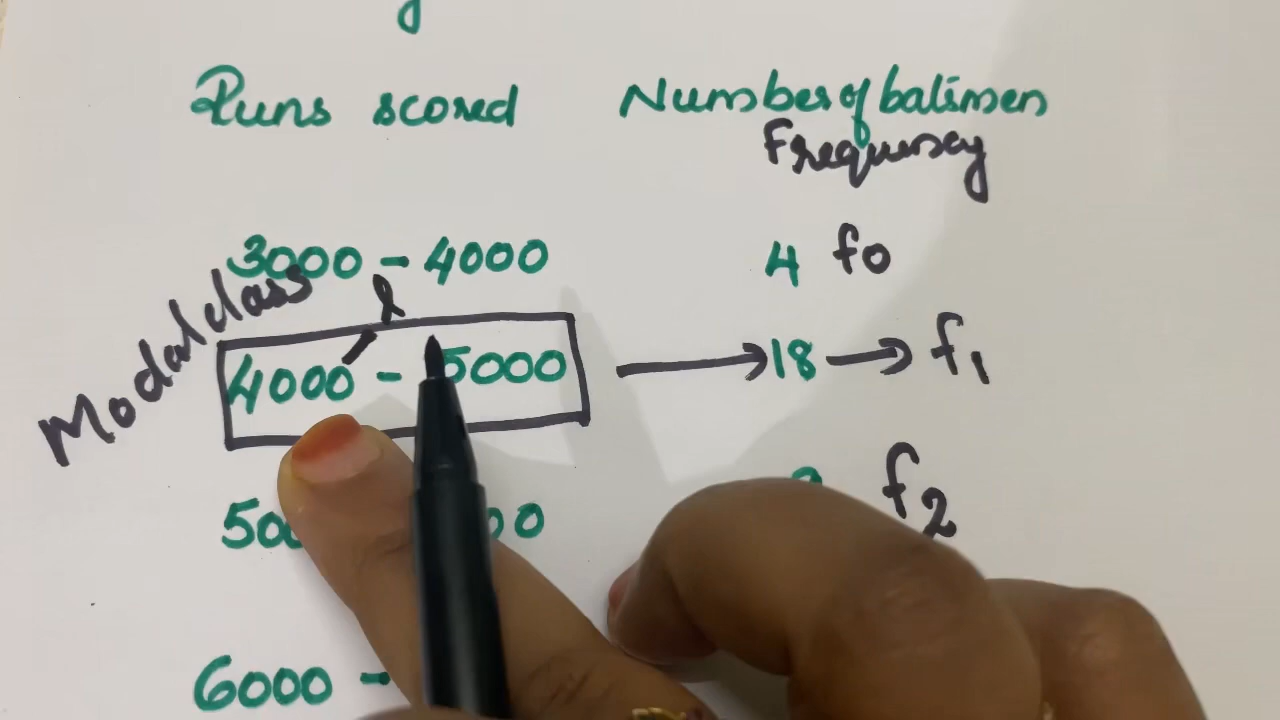 Runs scored Number of batsmen
Frequency
3000 - 4000 4 f0
Modal class l
4000 - 5000 → 18 → f1
f2
6000 -